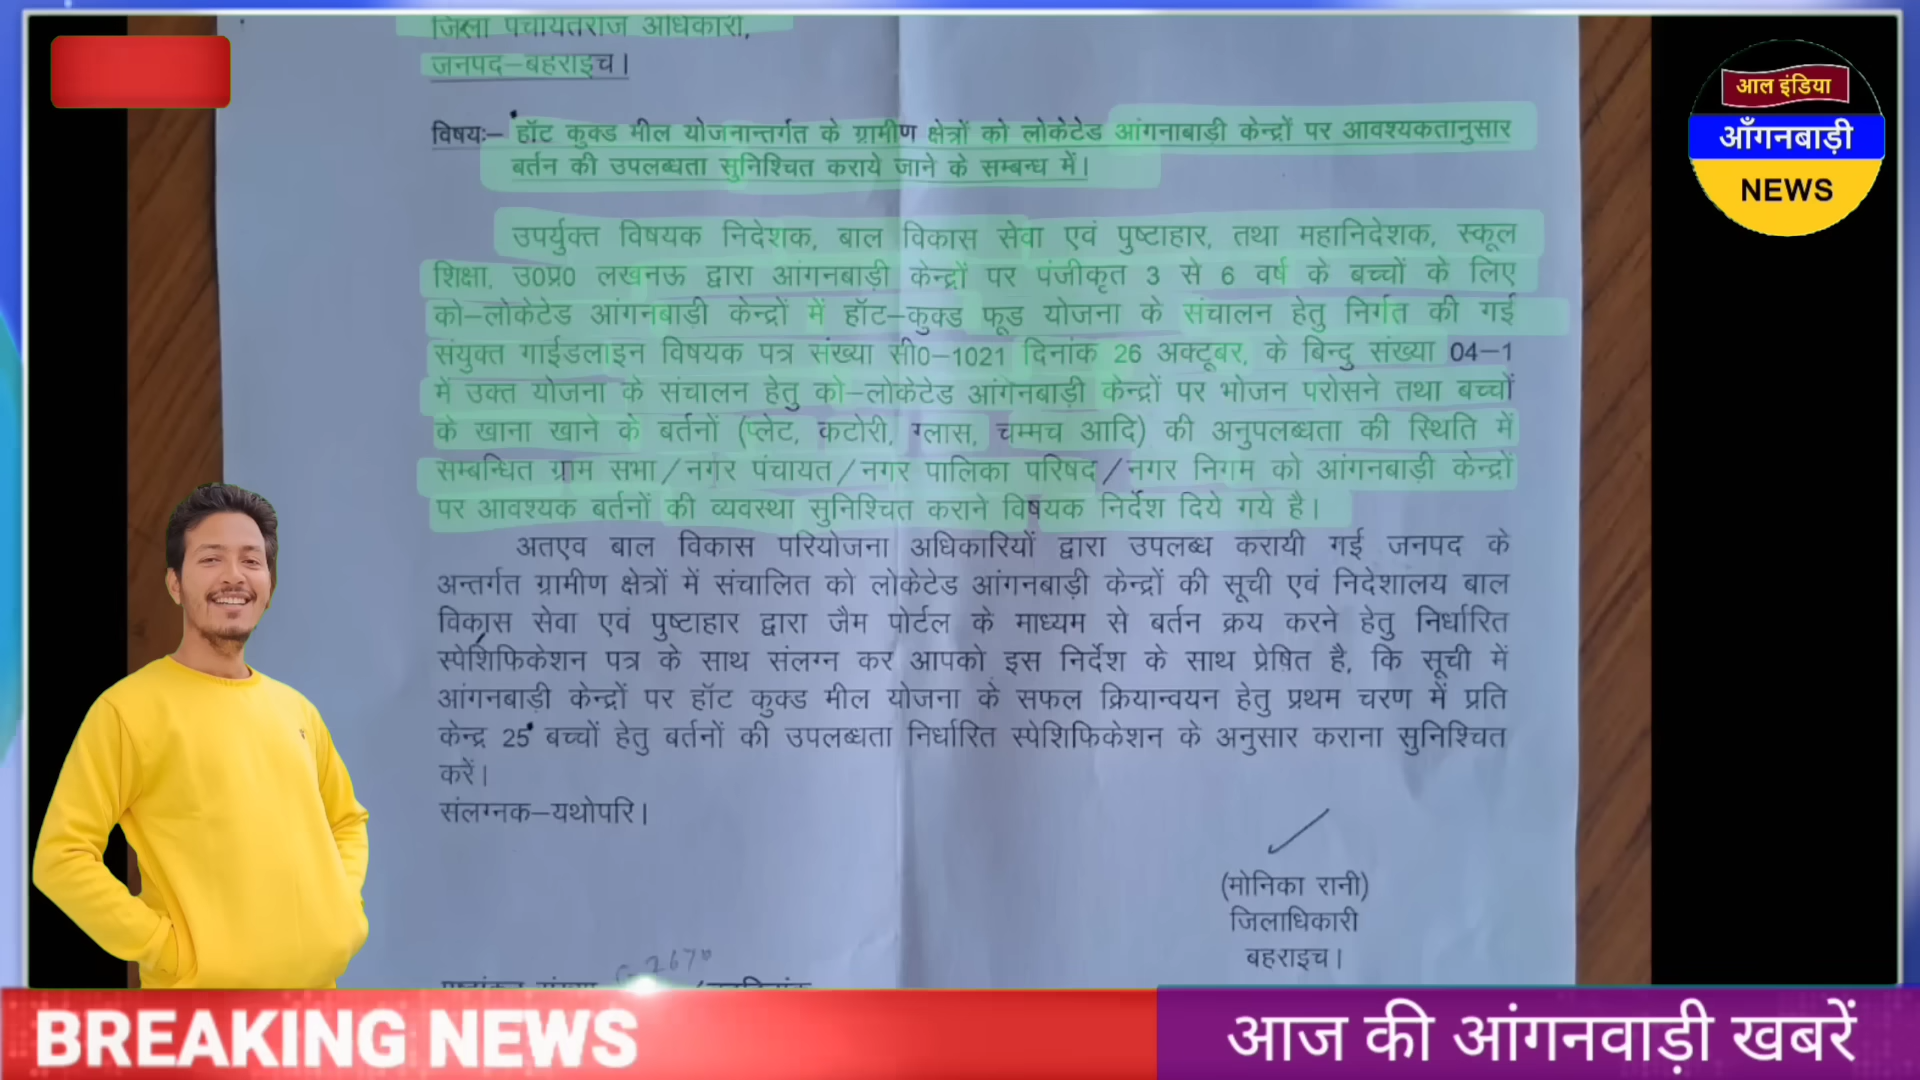 जिला पंचायतराज अधिकारी,
जनपद–बहराइच।
विषयः– हॉट कुक्ड मील योजनान्तर्गत के ग्रामीण क्षेत्रों को लोकेटेड आंगनाबाड़ी केन्द्रों पर आवश्यकतानुसार
बर्तन की उपलब्धता सुनिश्चित कराये जाने के सम्बन्ध में।
उपर्युक्त विषयक निदेशक, बाल विकास सेवा एवं पुष्टाहार, तथा महानिदेशक, स्कूल
शिक्षा, उ0प्र0 लखनऊ द्वारा आंगनबाड़ी केन्द्रों पर पंजीकृत 3 से 6 वर्ष के बच्चों के लिए
को–लोकेटेड आंगनबाड़ी केन्द्रों में हॉट–कुक्ड फूड योजना के संचालन हेतु निर्गत की गई
संयुक्त गाईडलाइन विषयक पत्र संख्या सी0–1021 दिनांक 26 अक्टूबर, के बिन्दु संख्या 04–1
में उक्त योजना के संचालन हेतु को–लोकेटेड आंगेनबाड़ी केन्द्रों पर भोजन परोसने तथा बच्चों
के खाना खाने के बर्तनों (प्लेट, कटोरी, ग्लास, चम्मच आदि) की अनुपलब्धता की स्थिति में
सम्बन्धित ग्राम सभा/नगर पंचायत/नगर पालिका परिषद/नगर निगम को आंगनबाड़ी केन्द्रों
पर आवश्यक बर्तनों की व्यवस्था सुनिश्चित कराने विषयक निर्देश दिये गये है।
अतएव बाल विकास परियोजना अधिकारियों द्वारा उपलब्ध करायी गई जनपद के
अन्तर्गत ग्रामीण क्षेत्रों में संचालित को लोकेटेड आंगनबाड़ी केन्द्रों की सूची एवं निदेशालय बाल
विकास सेवा एवं पुष्टाहार द्वारा जैम पोर्टल के माध्यम से बर्तन क्रय करने हेतु निर्धारित
स्पेशिफिकेशन पत्र के साथ संलग्न कर आपको इस निर्देश के साथ प्रेषित है, कि सूची में
आंगनबाड़ी केन्द्रों पर हॉट कुक्ड मील योजना के सफल क्रियान्वयन हेतु प्रथम चरण में प्रति
केन्द्र 25 बच्चों हेतु बर्तनों की उपलब्धता निर्धारित स्पेशिफिकेशन के अनुसार कराना सुनिश्चित
करें।
संलग्नक–यथोपरि।
(मोनिका रानी)
जिलाधिकारी
बहराइच।
आल इंडिया
आँगनबाड़ी
NEWS
BREAKING NEWS
आज की आंगनवाड़ी खबरें